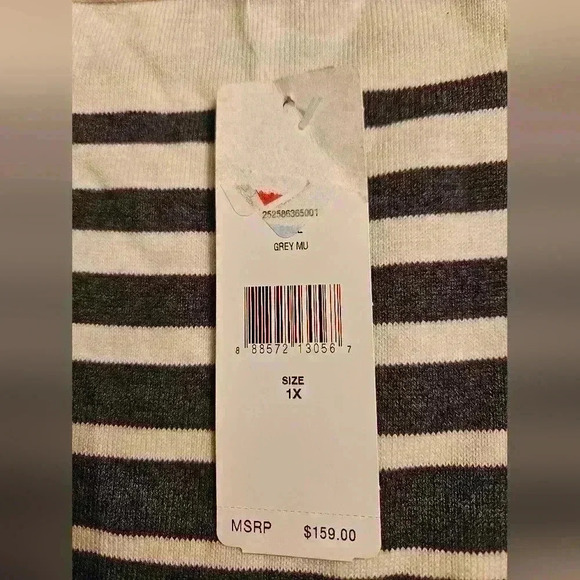 252586365001
GREY MU
8 88572 13056 7
SIZE
1X
MSRP $159.00